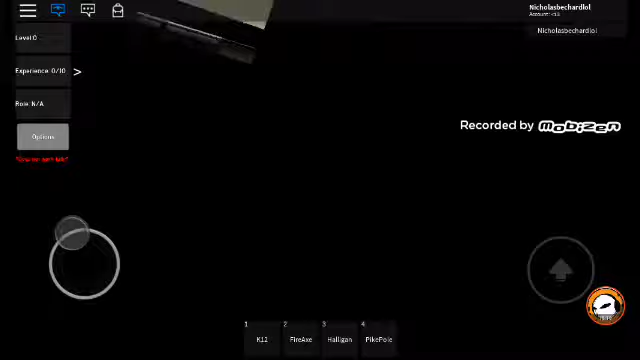 Nicholasbechardlol
Account: <13
Nicholasbechardlol
Level 0
Experience: 0/10 >
Role: N/A
Options
Recorded by mobizen
1 K12
2 FireAxe
3 Halligan
4 PikePole